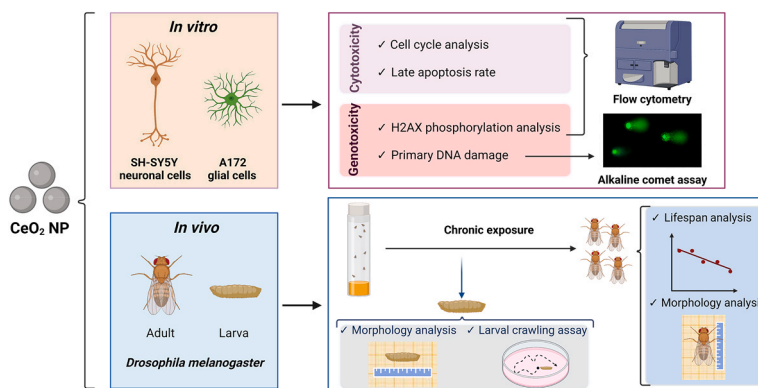 In vitro
SH-SY5Y
neuronal cells
A172
glial cells
Cytotoxicity
✓ Cell cycle analysis
✓ Late apoptosis rate
Genotoxicity
✓ H2AX phosphorylation analysis
✓ Primary DNA damage
Flow cytometry
Alkaline comet assay
CeO₂ NP
In vivo
Adult
Larva
Drosophila melanogaster
Chronic exposure
✓ Morphology analysis
✓ Larval crawling assay
✓ Lifespan analysis
✓ Morphology analysis